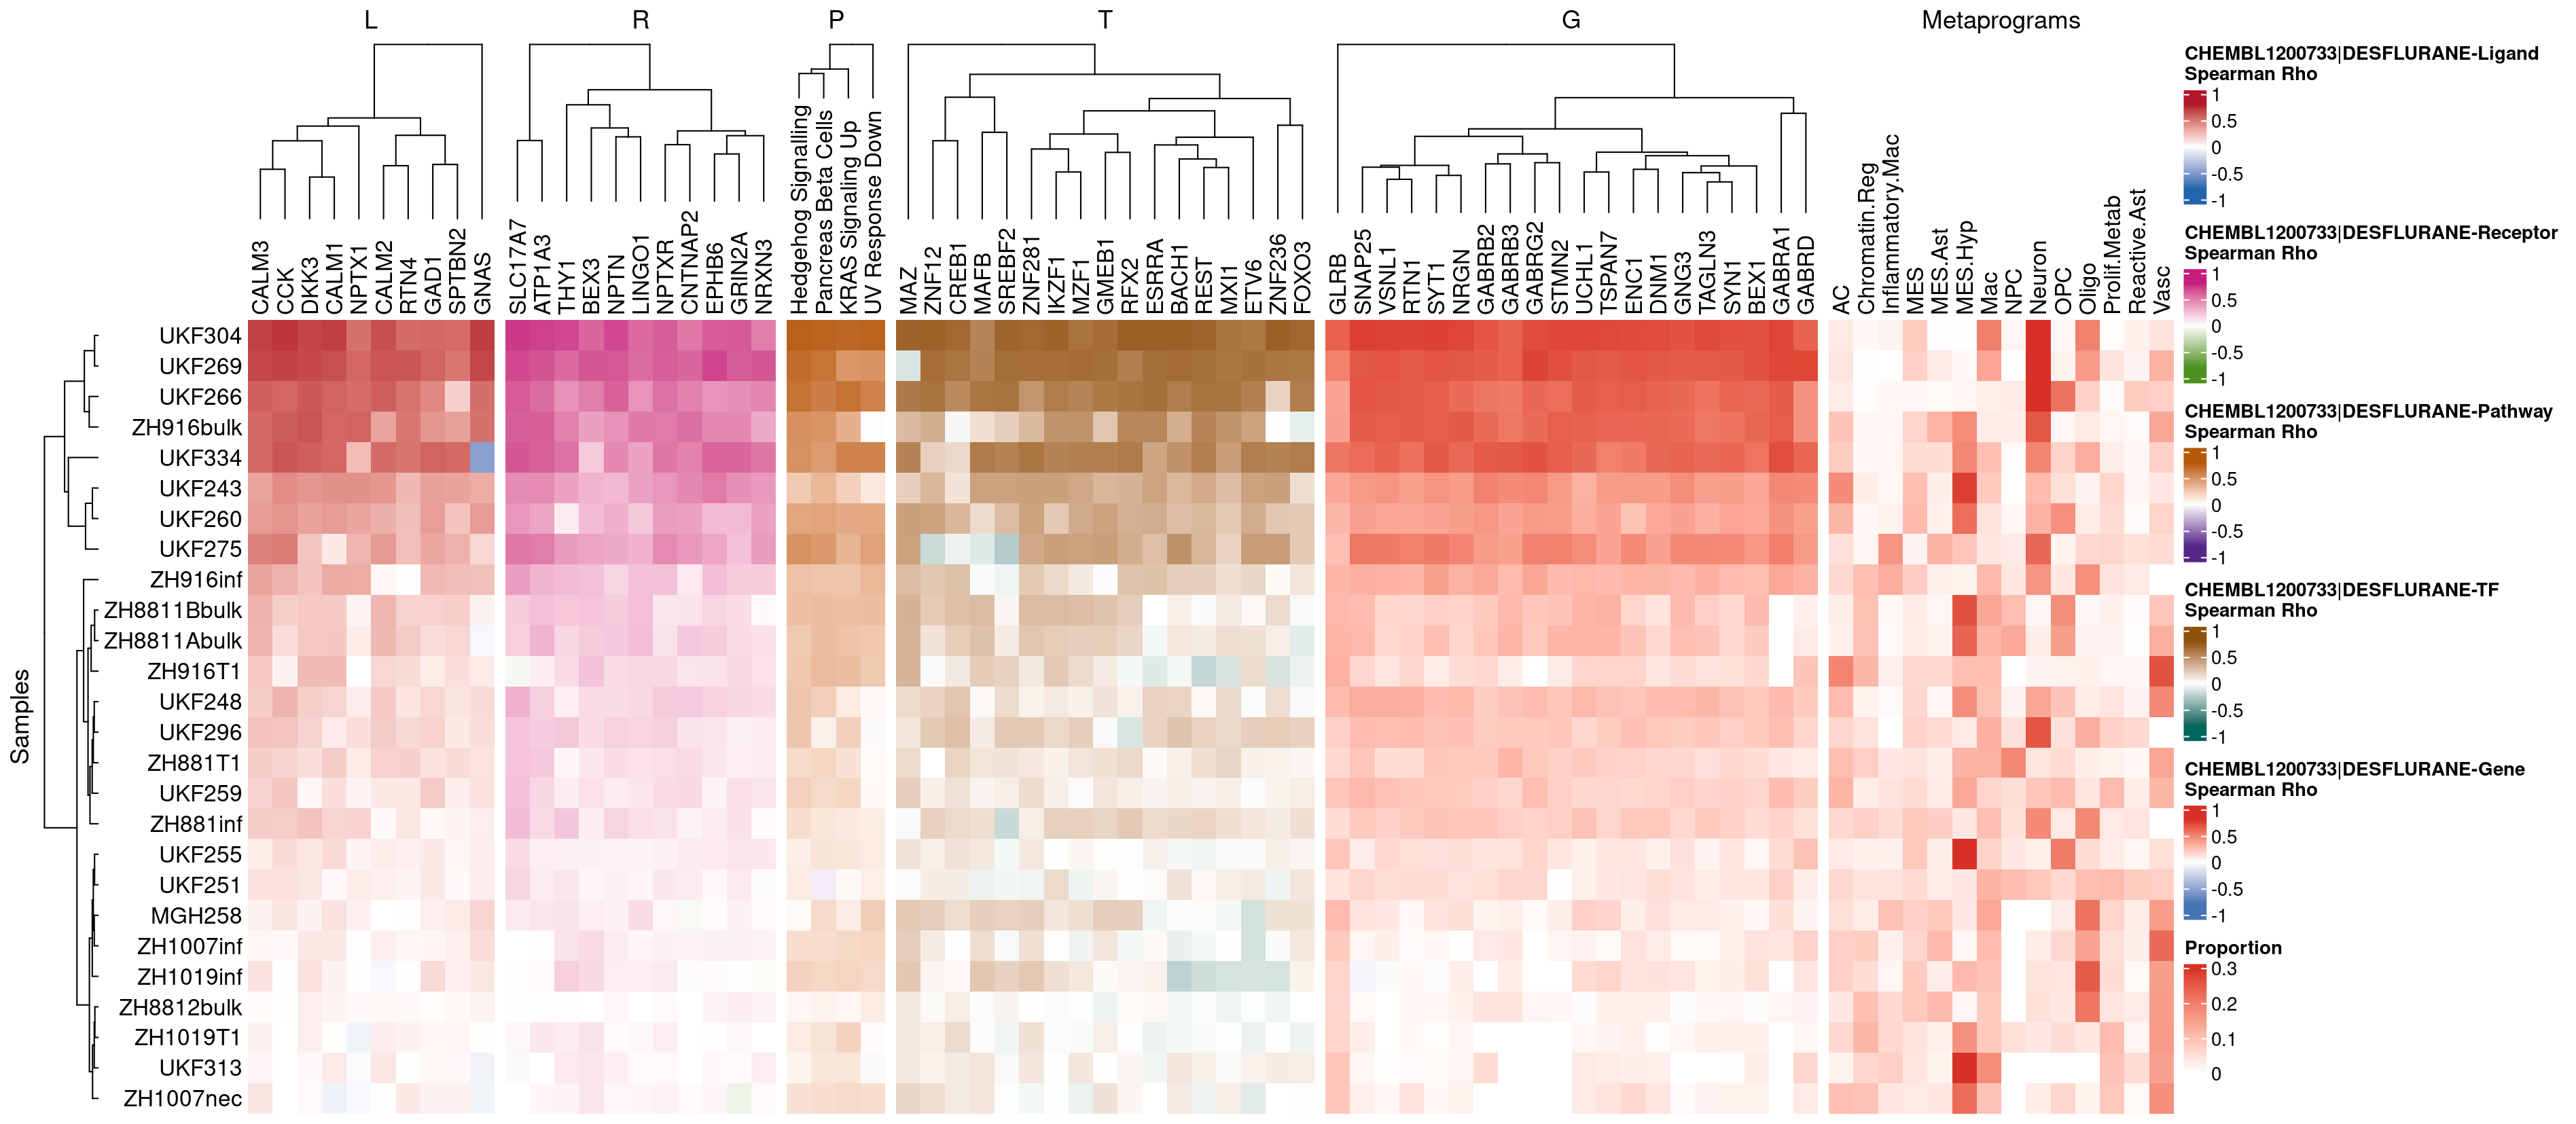 L R P T G Metaprograms
CALM3 CCK DKK3 CALM1 NPTX1 CALM2 RTN4 GAD1 SPTBN2 GNAS
SLC17A7 ATP1A3 THY1 BEX3 NPTN LINGO1 NPTXR CNTNAP2 EPHB6 GRIN2A NRXN3
Hedgehog Signalling
Pancreas Beta Cells
KRAS Signaling Up
UV Response Down
MAZ ZNF12 CREB1 MAFB SREBF2 ZNF281 IKZF1 MZF1 GMEB1 RFX2 ESRRA BACH1 REST MXI1 ETV6 ZNF236 FOXO3
GLRB SNAP25 VSNL1 RTN1 SYT1 NRGN GABRB2 GABRB3 GABRG2 STMN2 UCHL1 TSPAN7 ENC1 DNM1 GNG3 TAGLN3 SYN1 BEX1 GABRA1 GABRD
AC Chromatin.Reg Inflammatory.Mac MES MES.Ast MES.Hyp Mac NPC Neuron OPC Oligo Prolif.Metab Reactive.Ast Vasc
Samples
UKF304
UKF269
UKF266
ZH916bulk
UKF334
UKF243
UKF260
UKF275
ZH916inf
ZH8811Bbulk
ZH8811Abulk
ZH916T1
UKF248
UKF296
ZH881T1
UKF259
ZH881inf
UKF255
UKF251
MGH258
ZH1007inf
ZH1019inf
ZH8812bulk
ZH1019T1
UKF313
ZH1007nec
CHEMBL1200733|DESFLURANE-Ligand
Spearman Rho
1
0.5
0
-0.5
-1
CHEMBL1200733|DESFLURANE-Receptor
Spearman Rho
1
0.5
0
-0.5
-1
CHEMBL1200733|DESFLURANE-Pathway
Spearman Rho
1
0.5
0
-0.5
-1
CHEMBL1200733|DESFLURANE-TF
Spearman Rho
1
0.5
0
-0.5
-1
CHEMBL1200733|DESFLURANE-Gene
Spearman Rho
1
0.5
0
-0.5
-1
Proportion
0.3
0.2
0.1
0